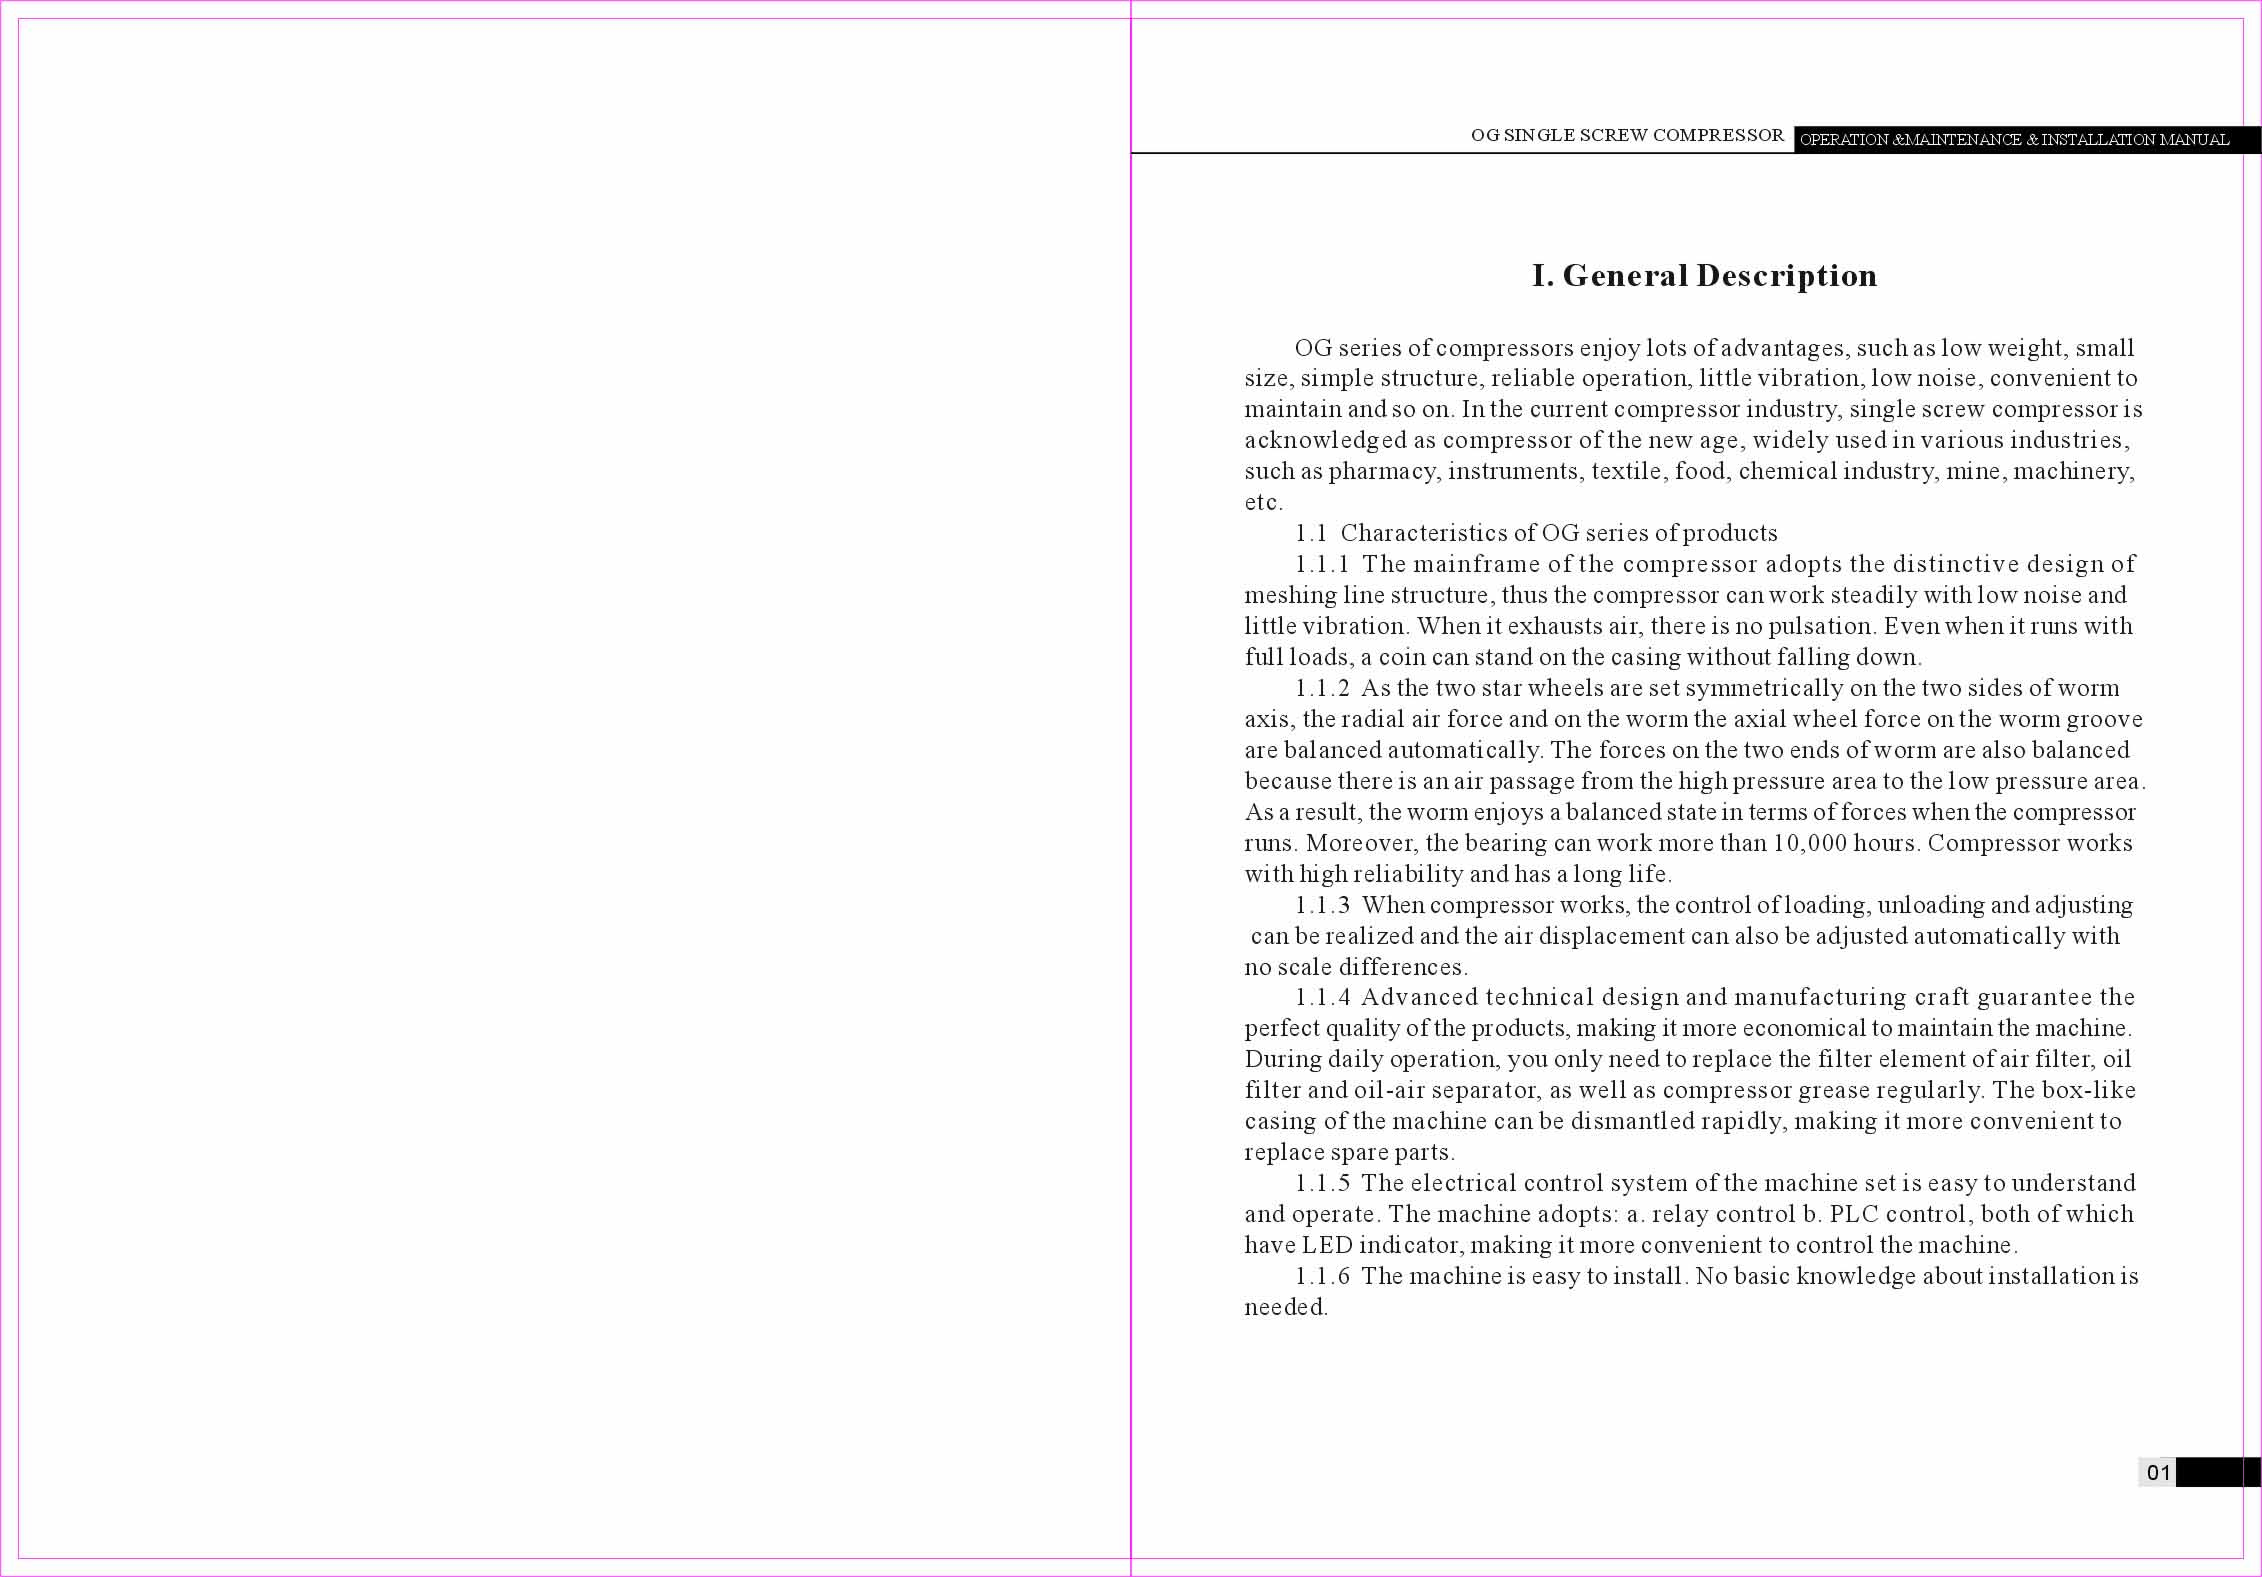 OG SINGLE SCREW COMPRESSOR OPERATION &MAINTENANCE & INSTALLATION MANUAL
I. General Description
OG series of compressors enjoy lots of advantages, such as low weight, small
size, simple structure, reliable operation, little vibration, low noise, convenient to
maintain and so on. In the current compressor industry, single screw compressor is
acknowledged as compressor of the new age, widely used in various industries,
such as pharmacy, instruments, textile, food, chemical industry, mine, machinery,
etc.
1.1 Characteristics of OG series of products
1.1.1 The mainframe of the compressor adopts the distinctive design of
meshing line structure, thus the compressor can work steadily with low noise and
little vibration. When it exhausts air, there is no pulsation. Even when it runs with
full loads, a coin can stand on the casing without falling down.
1.1.2 As the two star wheels are set symmetrically on the two sides of worm
axis, the radial air force and on the worm the axial wheel force on the worm groove
are balanced automatically. The forces on the two ends of worm are also balanced
because there is an air passage from the high pressure area to the low pressure area.
As a result, the worm enjoys a balanced state in terms of forces when the compressor
runs. Moreover, the bearing can work more than 10,000 hours. Compressor works
with high reliability and has a long life.
1.1.3 When compressor works, the control of loading, unloading and adjusting
can be realized and the air displacement can also be adjusted automatically with
no scale differences.
1.1.4 Advanced technical design and manufacturing craft guarantee the
perfect quality of the products, making it more economical to maintain the machine.
During daily operation, you only need to replace the filter element of air filter, oil
filter and oil-air separator, as well as compressor grease regularly. The box-like
casing of the machine can be dismantled rapidly, making it more convenient to
replace spare parts.
1.1.5 The electrical control system of the machine set is easy to understand
and operate. The machine adopts: a. relay control b. PLC control, both of which
have LED indicator, making it more convenient to control the machine.
1.1.6 The machine is easy to install. No basic knowledge about installation is
needed.
01